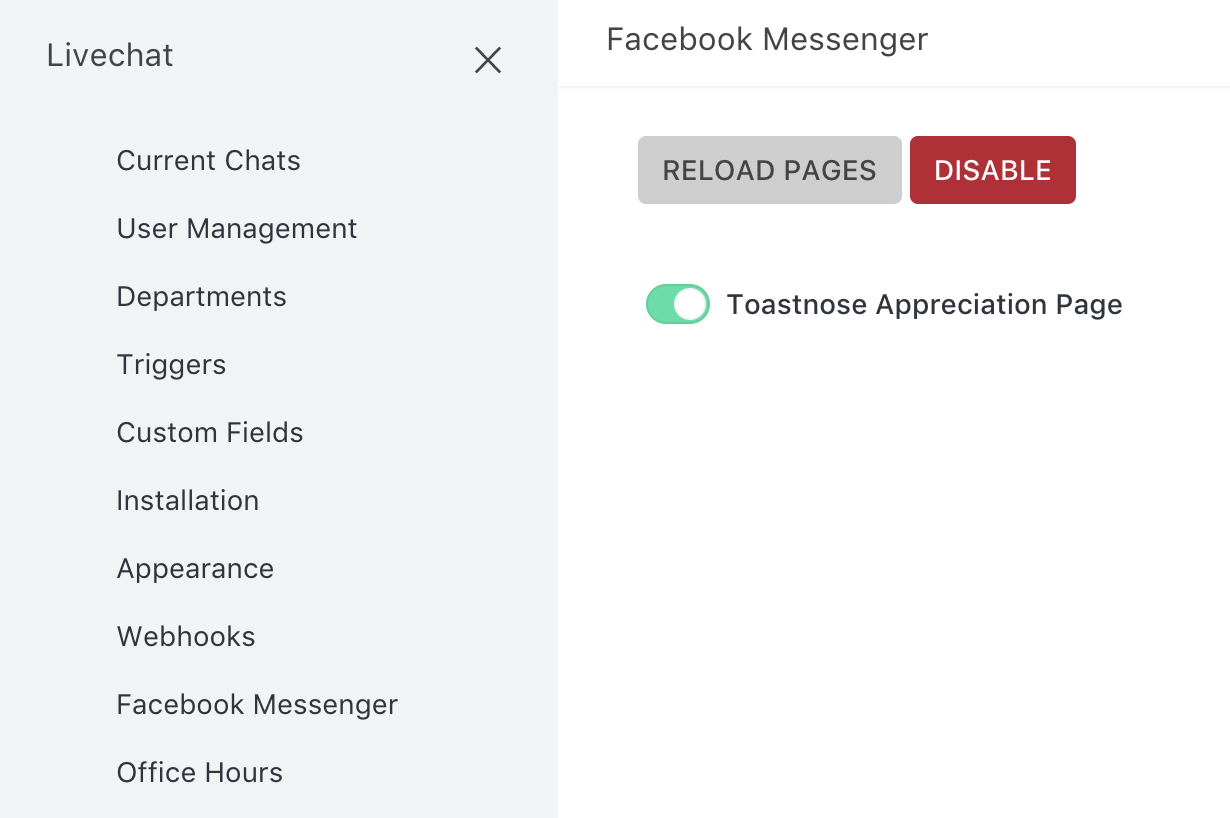 Livechat
Current Chats
User Management
Departments
Triggers
Custom Fields
Installation
Appearance
Webhooks
Facebook Messenger
Office Hours
Facebook Messenger
RELOAD PAGES
DISABLE
Toastnose Appreciation Page